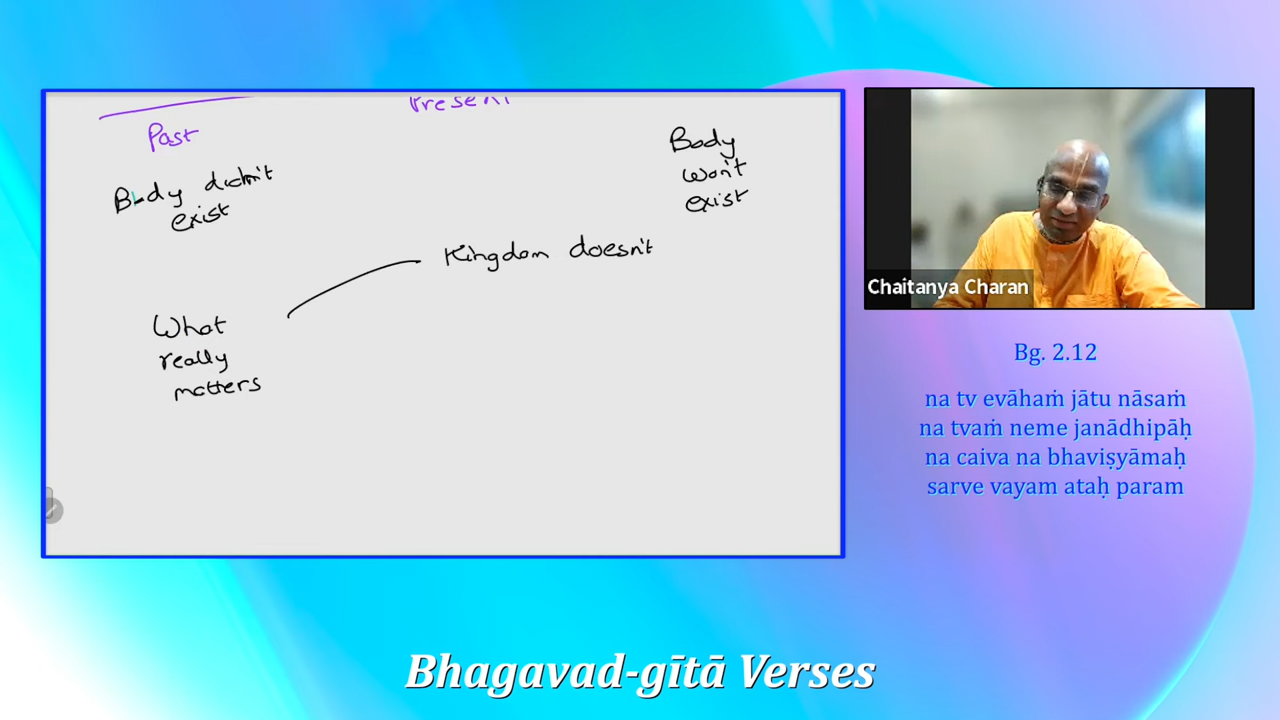 Present
Past
Body didn't
exist
Body
won't
exist
Kingdom doesn't
What
really
matters
Chaitanya Charan
Bg. 2.12
na tv evāhaṁ jātu nāsaṁ
na tvaṁ neme janādhipāḥ
na caiva na bhaviṣyāmaḥ
sarve vayam ataḥ param
Bhagavad-gītā Verses